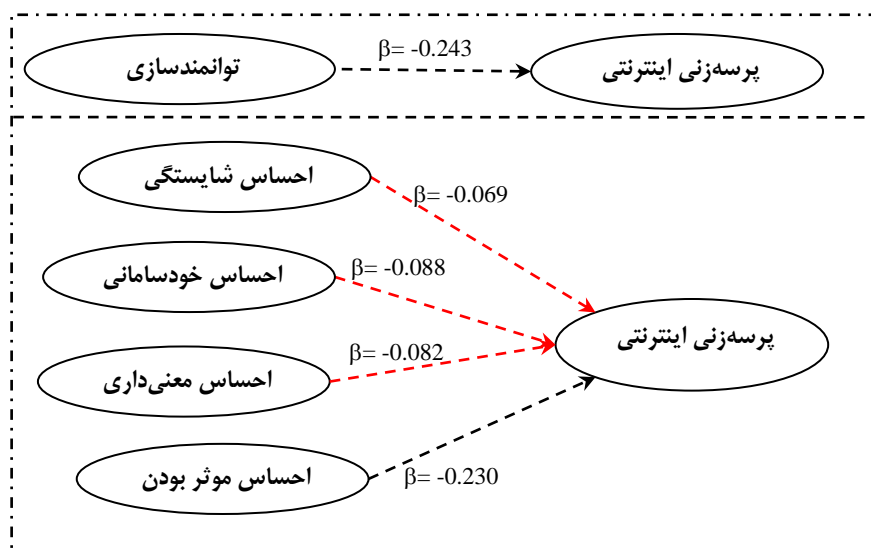 توانمندسازی
β= -0.243
پرسه‌زنی اینترنتی
احساس شایستگی
β= -0.069
احساس خودسامانی
β= -0.088
پرسه‌زنی اینترنتی
β= -0.082
احساس معنی‌داری
احساس موثر بودن
β= -0.230